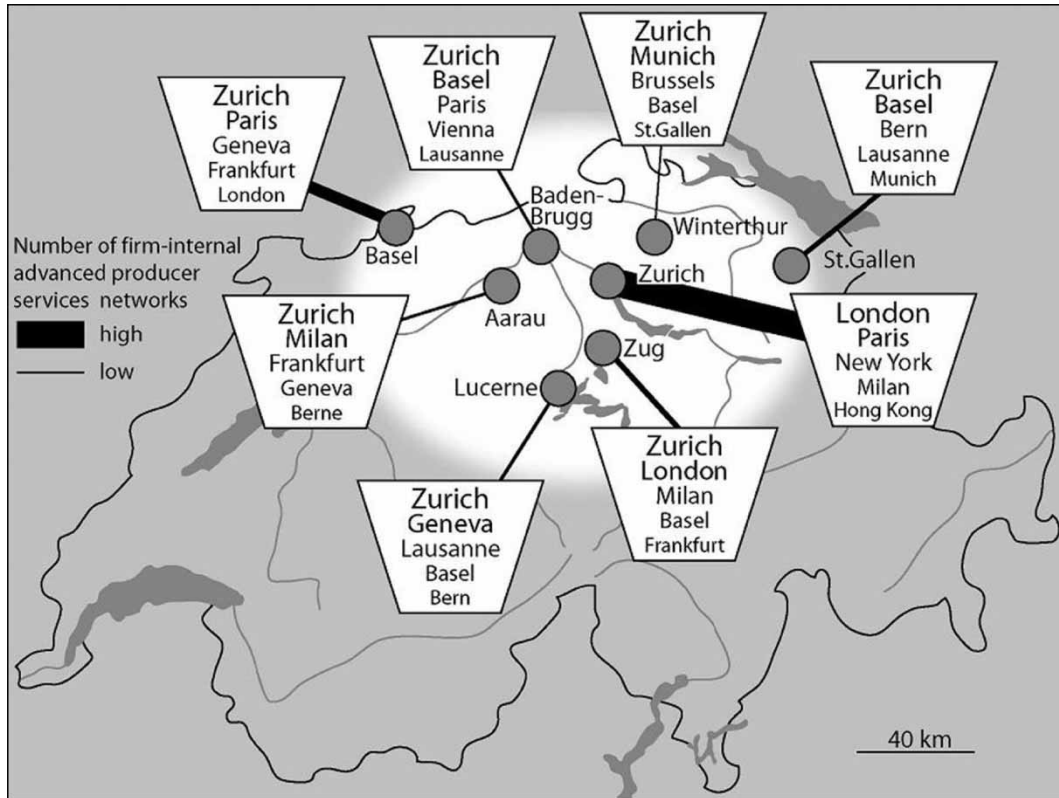 Zurich
Paris
Geneva
Frankfurt
London
Zurich
Basel
Paris
Vienna
Lausanne
Zurich
Munich
Brussels
Basel
St.Gallen
Zurich
Basel
Bern
Lausanne
Munich
Baden-
Brugg
Basel
Winterthur
St.Gallen
Zurich
Aarau
Zug
Lucerne
Number of firm-internal
advanced producer
services networks
high
low
Zurich
Milan
Frankfurt
Geneva
Berne
London
Paris
New York
Milan
Hong Kong
Zurich
Geneva
Lausanne
Basel
Bern
Zurich
London
Milan
Basel
Frankfurt
40 km